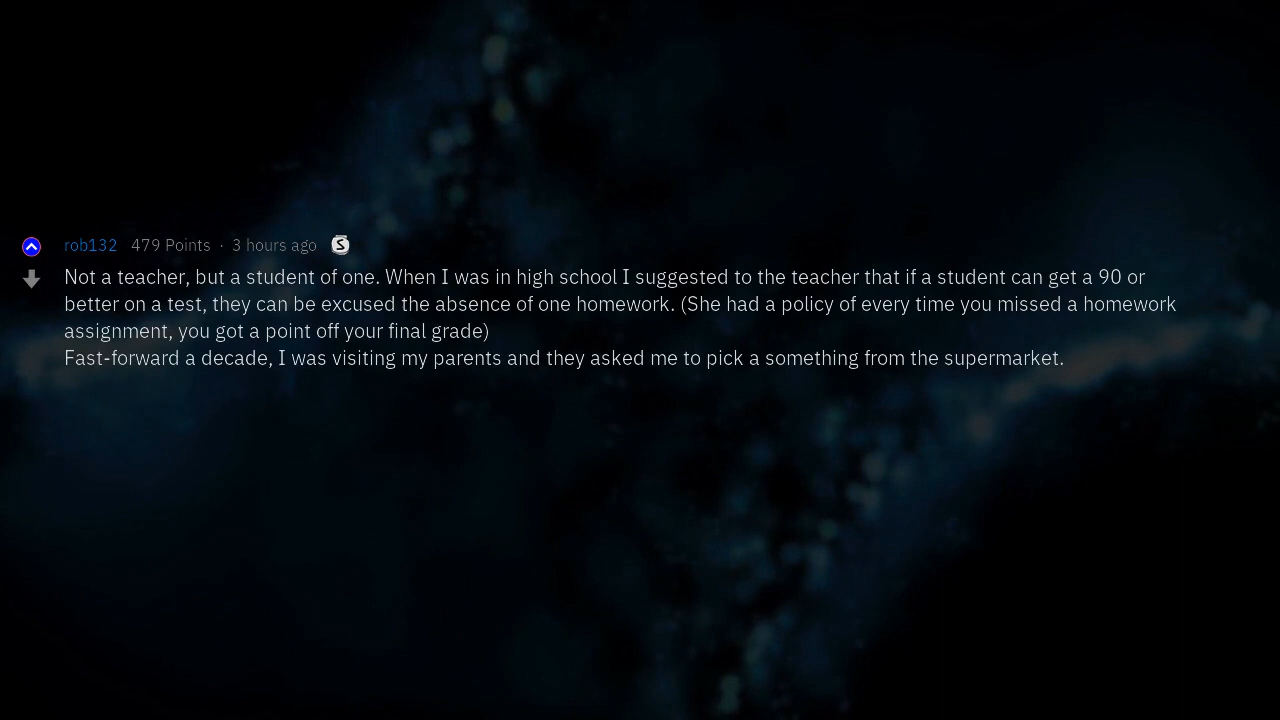 rob132 479 Points · 3 hours ago S
Not a teacher, but a student of one. When I was in high school I suggested to the teacher that if a student can get a 90 or
better on a test, they can be excused the absence of one homework. (She had a policy of every time you missed a homework
assignment, you got a point off your final grade)
Fast-forward a decade, I was visiting my parents and they asked me to pick a something from the supermarket.